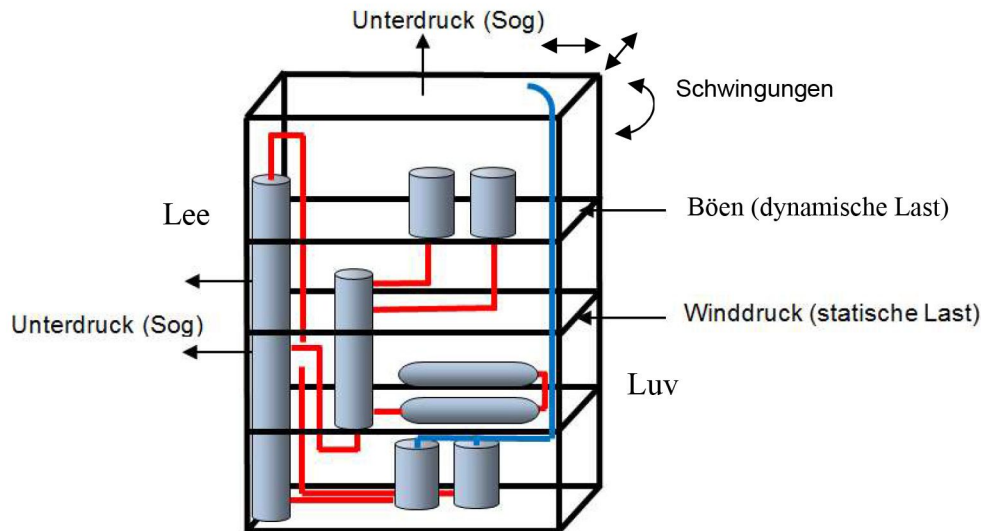 Unterdruck (Sog)
Schwingungen
Lee
Böen (dynamische Last)
Unterdruck (Sog)
Winddruck (statische Last)
Luv